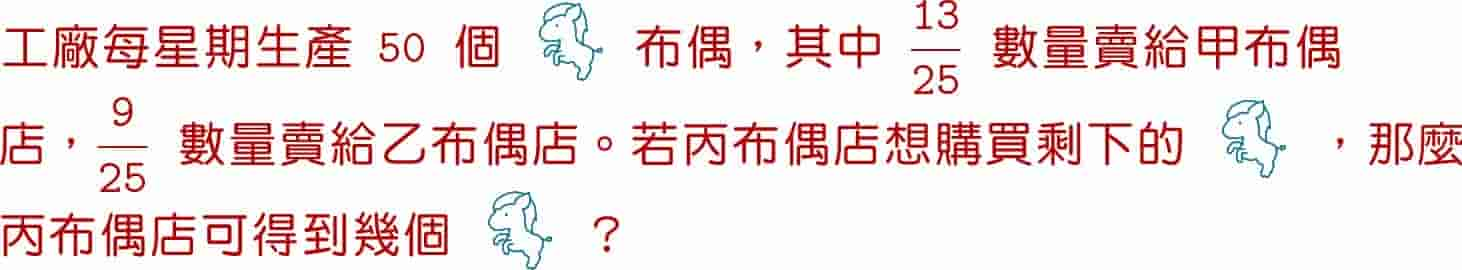 工廠每星期生產 50 個 布偶，其中 13/25 數量賣給甲布偶
店，9/25 數量賣給乙布偶店。若丙布偶店想購買剩下的 ，那麼
丙布偶店可得到幾個 ？